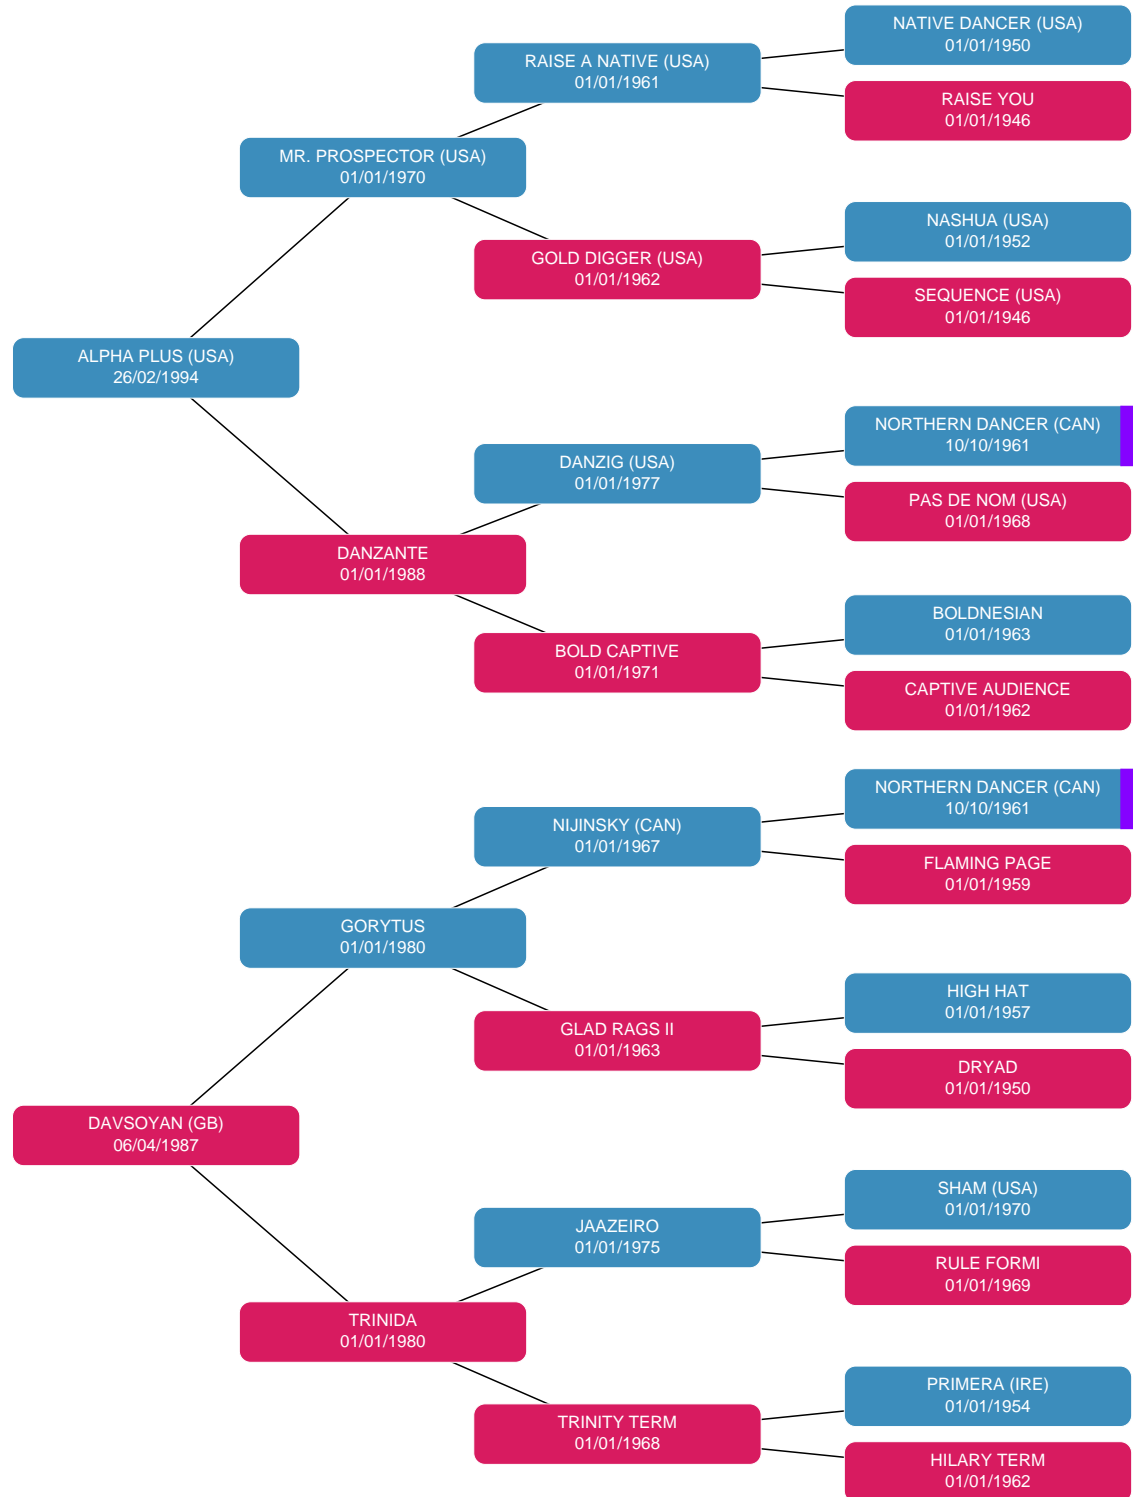 NATIVE DANCER (USA)
01/01/1950
RAISE A NATIVE (USA)
01/01/1961
RAISE YOU
01/01/1946
MR. PROSPECTOR (USA)
01/01/1970
NASHUA (USA)
01/01/1952
GOLD DIGGER (USA)
01/01/1962
SEQUENCE (USA)
01/01/1946
ALPHA PLUS (USA)
26/02/1994
NORTHERN DANCER (CAN)
10/10/1961
DANZIG (USA)
01/01/1977
PAS DE NOM (USA)
01/01/1968
DANZANTE
01/01/1988
BOLDNESIAN
01/01/1963
BOLD CAPTIVE
01/01/1971
CAPTIVE AUDIENCE
01/01/1962
NORTHERN DANCER (CAN)
10/10/1961
NIJINSKY (CAN)
01/01/1967
FLAMING PAGE
01/01/1959
GORYTUS
01/01/1980
HIGH HAT
01/01/1957
GLAD RAGS II
01/01/1963
DRYAD
01/01/1950
DAVSOYAN (GB)
06/04/1987
SHAM (USA)
01/01/1970
JAAZEIRO
01/01/1975
RULE FORMI
01/01/1969
TRINIDA
01/01/1980
PRIMERA (IRE)
01/01/1954
TRINITY TERM
01/01/1968
HILARY TERM
01/01/1962